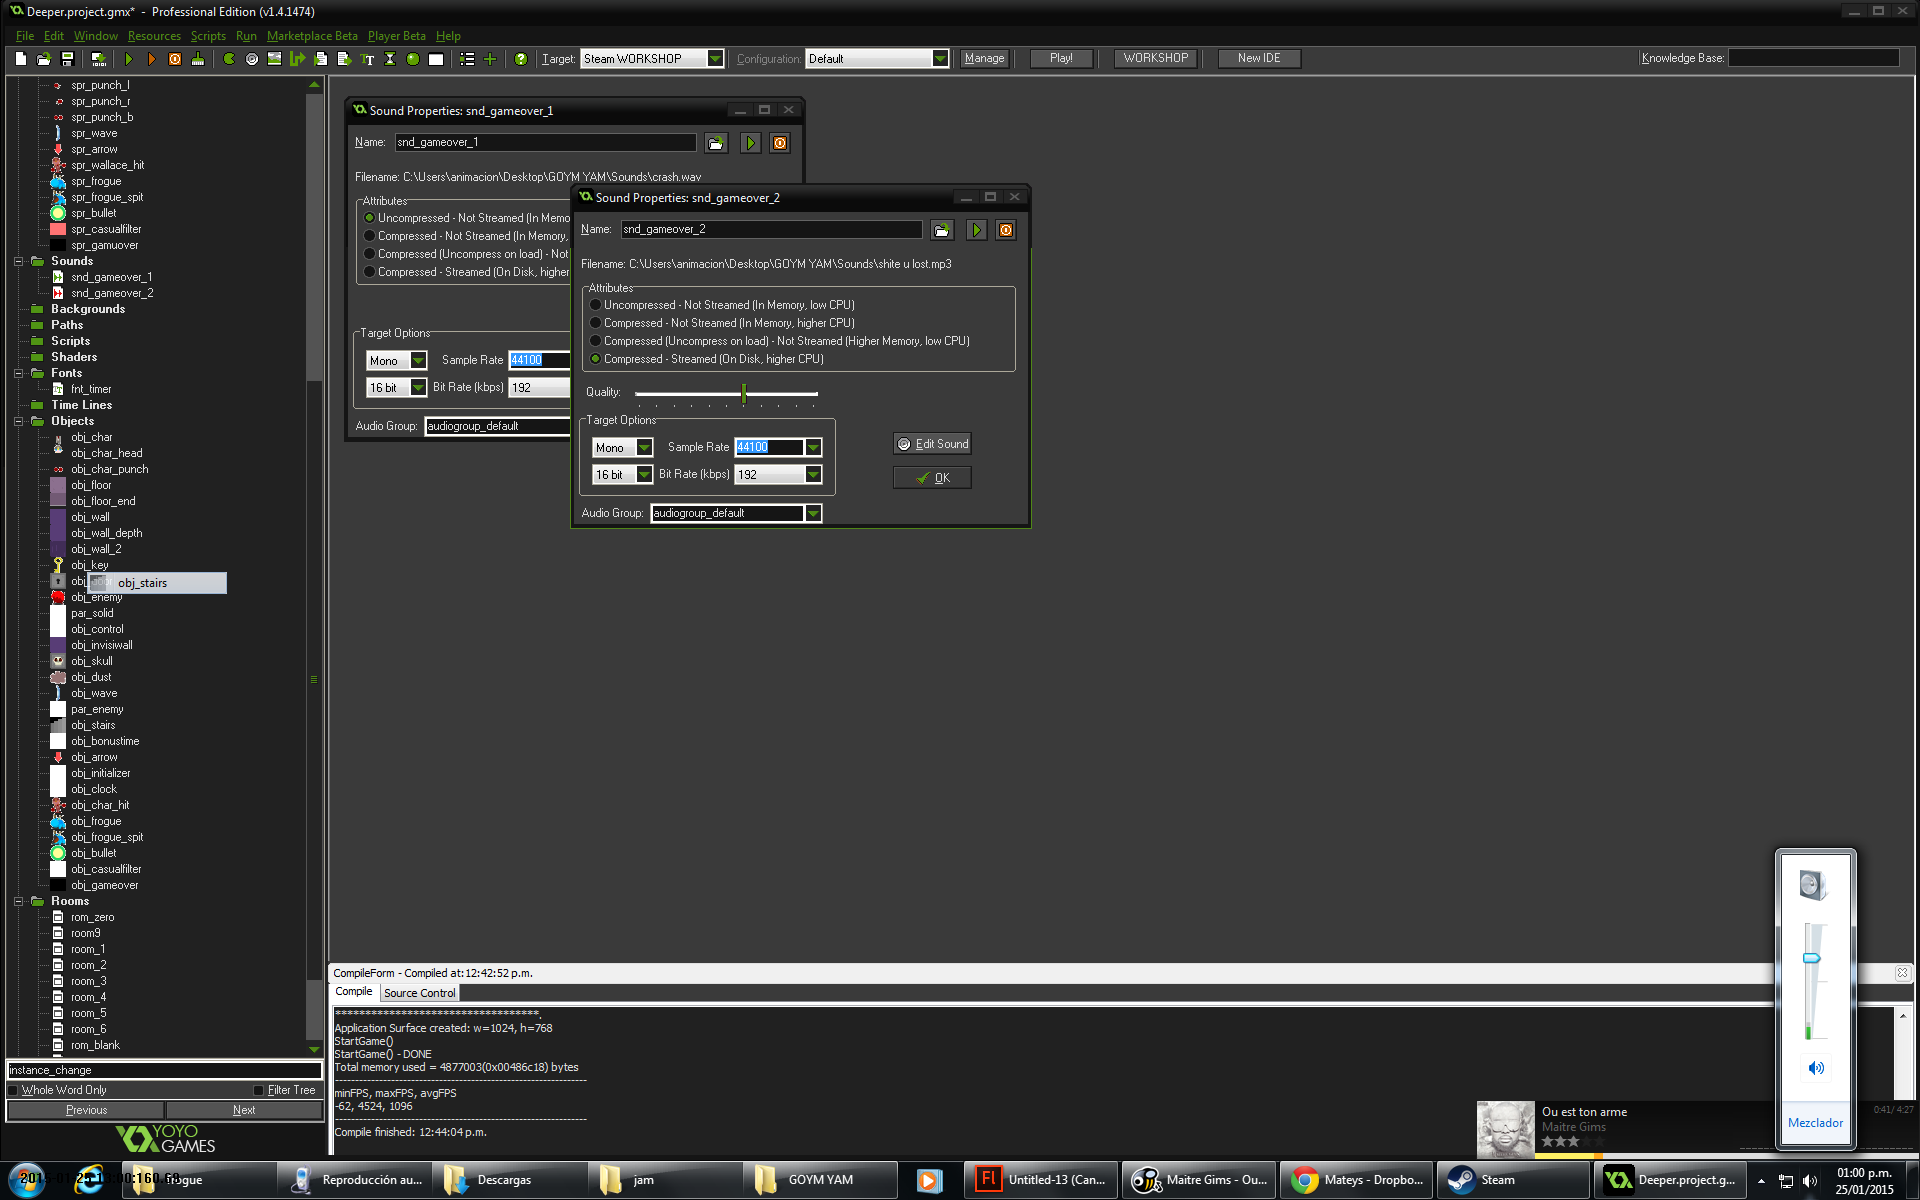 Deeper.project.gmx* - Professional Edition (v1.4.1474)
File Edit Window Resources Scripts Run Marketplace Beta Player Beta Help
Target: Steam WORKSHOP Configuration: Default Manage Play! WORKSHOP New IDE Knowledge Base:
spr_punch_l
spr_punch_r
spr_punch_b
spr_wave
spr_arrow
spr_wallace_hit
spr_frogue
spr_frogue_spit
spr_bullet
spr_casualfilter
spr_gamuover
Sounds
snd_gameover_1
snd_gameover_2
Backgrounds
Paths
Scripts
Shaders
Fonts
fnt_timer
Time Lines
Objects
obj_char
obj_char_head
obj_char_punch
obj_floor
obj_floor_end
obj_wall
obj_wall_depth
obj_wall_2
obj_key
obj_stairs
obj_enemy
par_solid
obj_control
obj_invisiwall
obj_skull
obj_dust
obj_wave
par_enemy
obj_stairs
obj_bonustime
obj_arrow
obj_initializer
obj_clock
obj_char_hit
obj_frogue
obj_frogue_spit
obj_bullet
obj_casualfilter
obj_gameover
Rooms
rom_zero
room9
room_1
room_2
room_3
room_4
room_5
room_6
rom_blank
instance_change
Whole Word Only Filter Tree
Previous Next
YOYO
GAMES
Sound Properties: snd_gameover_1
Name: snd_gameover_1
Filename: C:\Users\animacion\Desktop\GOYM YAM\Sounds\crash.wav
Attributes
Uncompressed - Not Streamed (In Memo
Compressed - Not Streamed (In Memory,
Compressed (Uncompress on load) - Not
Compressed - Streamed (On Disk, higher
Target Options
Mono Sample Rate 44100
16 bit Bit Rate (kbps) 192
Audio Group: audiogroup_default
Sound Properties: snd_gameover_2
Name: snd_gameover_2
Filename: C:\Users\animacion\Desktop\GOYM YAM\Sounds\shite u lost.mp3
Attributes
Uncompressed - Not Streamed (In Memory, low CPU)
Compressed - Not Streamed (In Memory, higher CPU)
Compressed (Uncompress on load) - Not Streamed (Higher Memory, low CPU)
Compressed - Streamed (On Disk, higher CPU)
Quality:
Target Options
Mono Sample Rate 44100
16 bit Bit Rate (kbps) 192
Edit Sound
OK
Audio Group: audiogroup_default
CompileForm - Compiled at: 12:42:52 p.m.
Compile Source Control
**********************************.
Application Surface created: w=1024, h=768
StartGame()
StartGame() - DONE
Total memory used = 4877003(0x00486c18) bytes
minFPS, maxFPS, avgFPS
-62, 4524, 1096
Compile finished: 12:44:04 p.m.
Mezclador
Ou est ton arme
Maitre Gims
0:41/ 4:27
Reproducción au...
Descargas
jam
GOYM YAM
Untitled-13 (Can...
Maitre Gims - Ou...
Mateys - Dropbo...
Steam
Deeper.project.g...
01:00 p.m.
25/01/2015